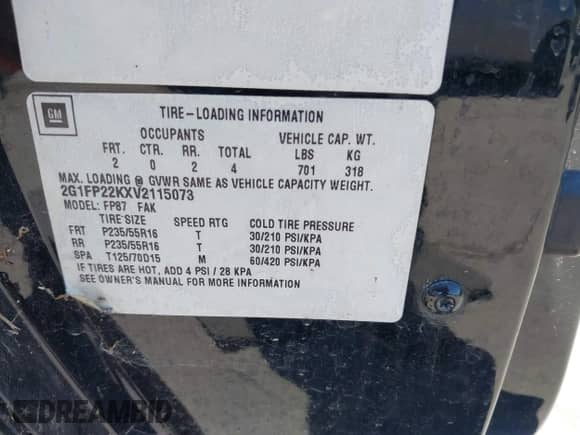 GM
TIRE-LOADING INFORMATION
OCCUPANTS VEHICLE CAP. WT.
FRT. CTR. RR. TOTAL LBS KG
2 0 2 4 701 318
MAX. LOADING @ GVWR SAME AS VEHICLE CAPACITY WEIGHT.
2G1FP22KXV2115073
MODEL: FP87 FAK
TIRE SIZE SPEED RTG COLD TIRE PRESSURE
FRT P235/55R16 T 30/210 PSI/KPA
RR P235/55R16 T 30/210 PSI/KPA
SPA T125/70D15 M 60/420 PSI/KPA
IF TIRES ARE HOT, ADD 4 PSI / 28 KPA
SEE OWNER'S MANUAL FOR MORE INFORMATION
DREAMBID